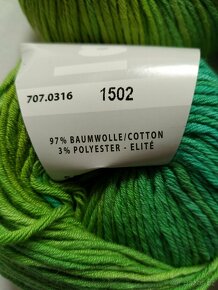 707.0316 1502
97% BAUMWOLLE/COTTON
3% POLYESTER - ELITÉ